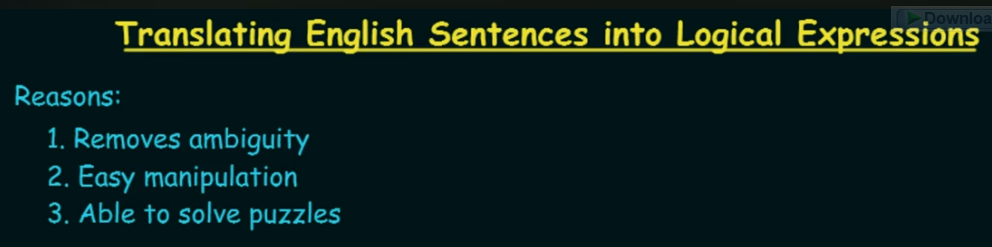 Translating English Sentences into Logical Expressions
Reasons:
1. Removes ambiguity
2. Easy manipulation
3. Able to solve puzzles